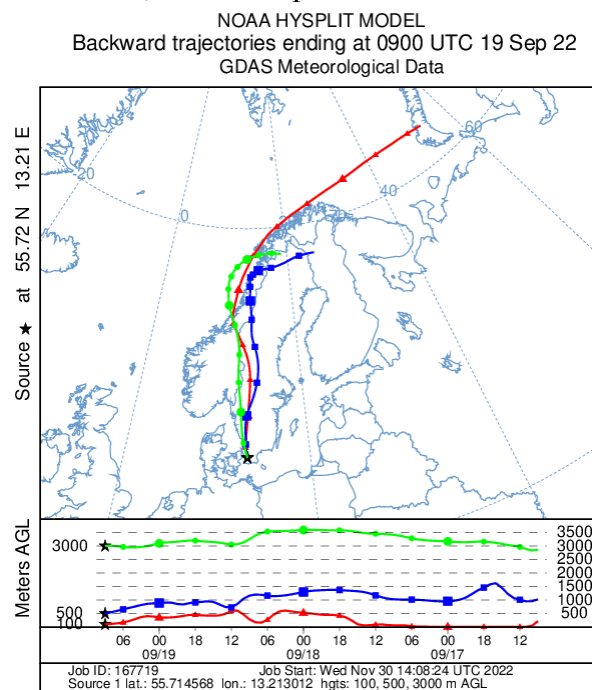 NOAA HYSPLIT MODEL
Backward trajectories ending at 0900 UTC 19 Sep 22
GDAS Meteorological Data
Source ★ at 55.72 N 13.21 E
60
20
40
0
Meters AGL
3500
3000 3000
2500
2000
1500
1000
500 500
100
06 00 18 12 06 00 18 12 06 00 18 12
09/19 09/18 09/17
Job ID: 167719 Job Start: Wed Nov 30 14:08:24 UTC 2022
Source 1 lat.: 55.714568 lon.: 13.213012 hgts: 100, 500, 3000 m AGL